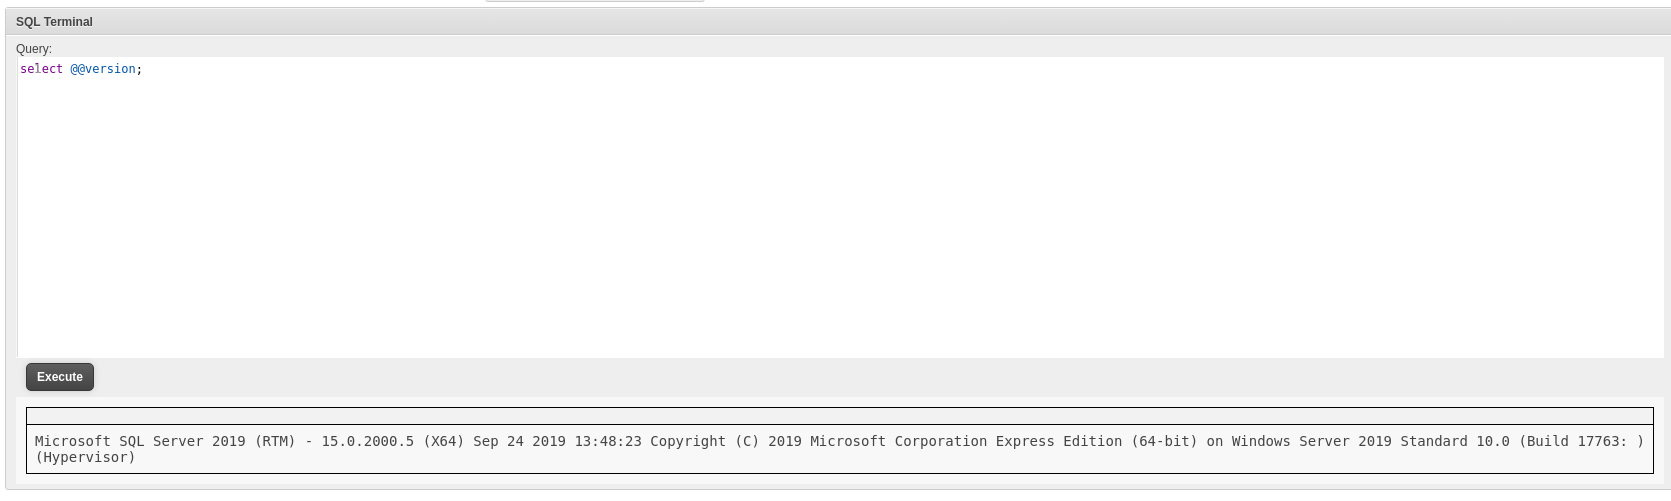 SQL Terminal
Query:
select @@version;
Execute
Microsoft SQL Server 2019 (RTM) - 15.0.2000.5 (X64) Sep 24 2019 13:48:23 Copyright (C) 2019 Microsoft Corporation Express Edition (64-bit) on Windows Server 2019 Standard 10.0 (Build 17763: )
(Hypervisor)